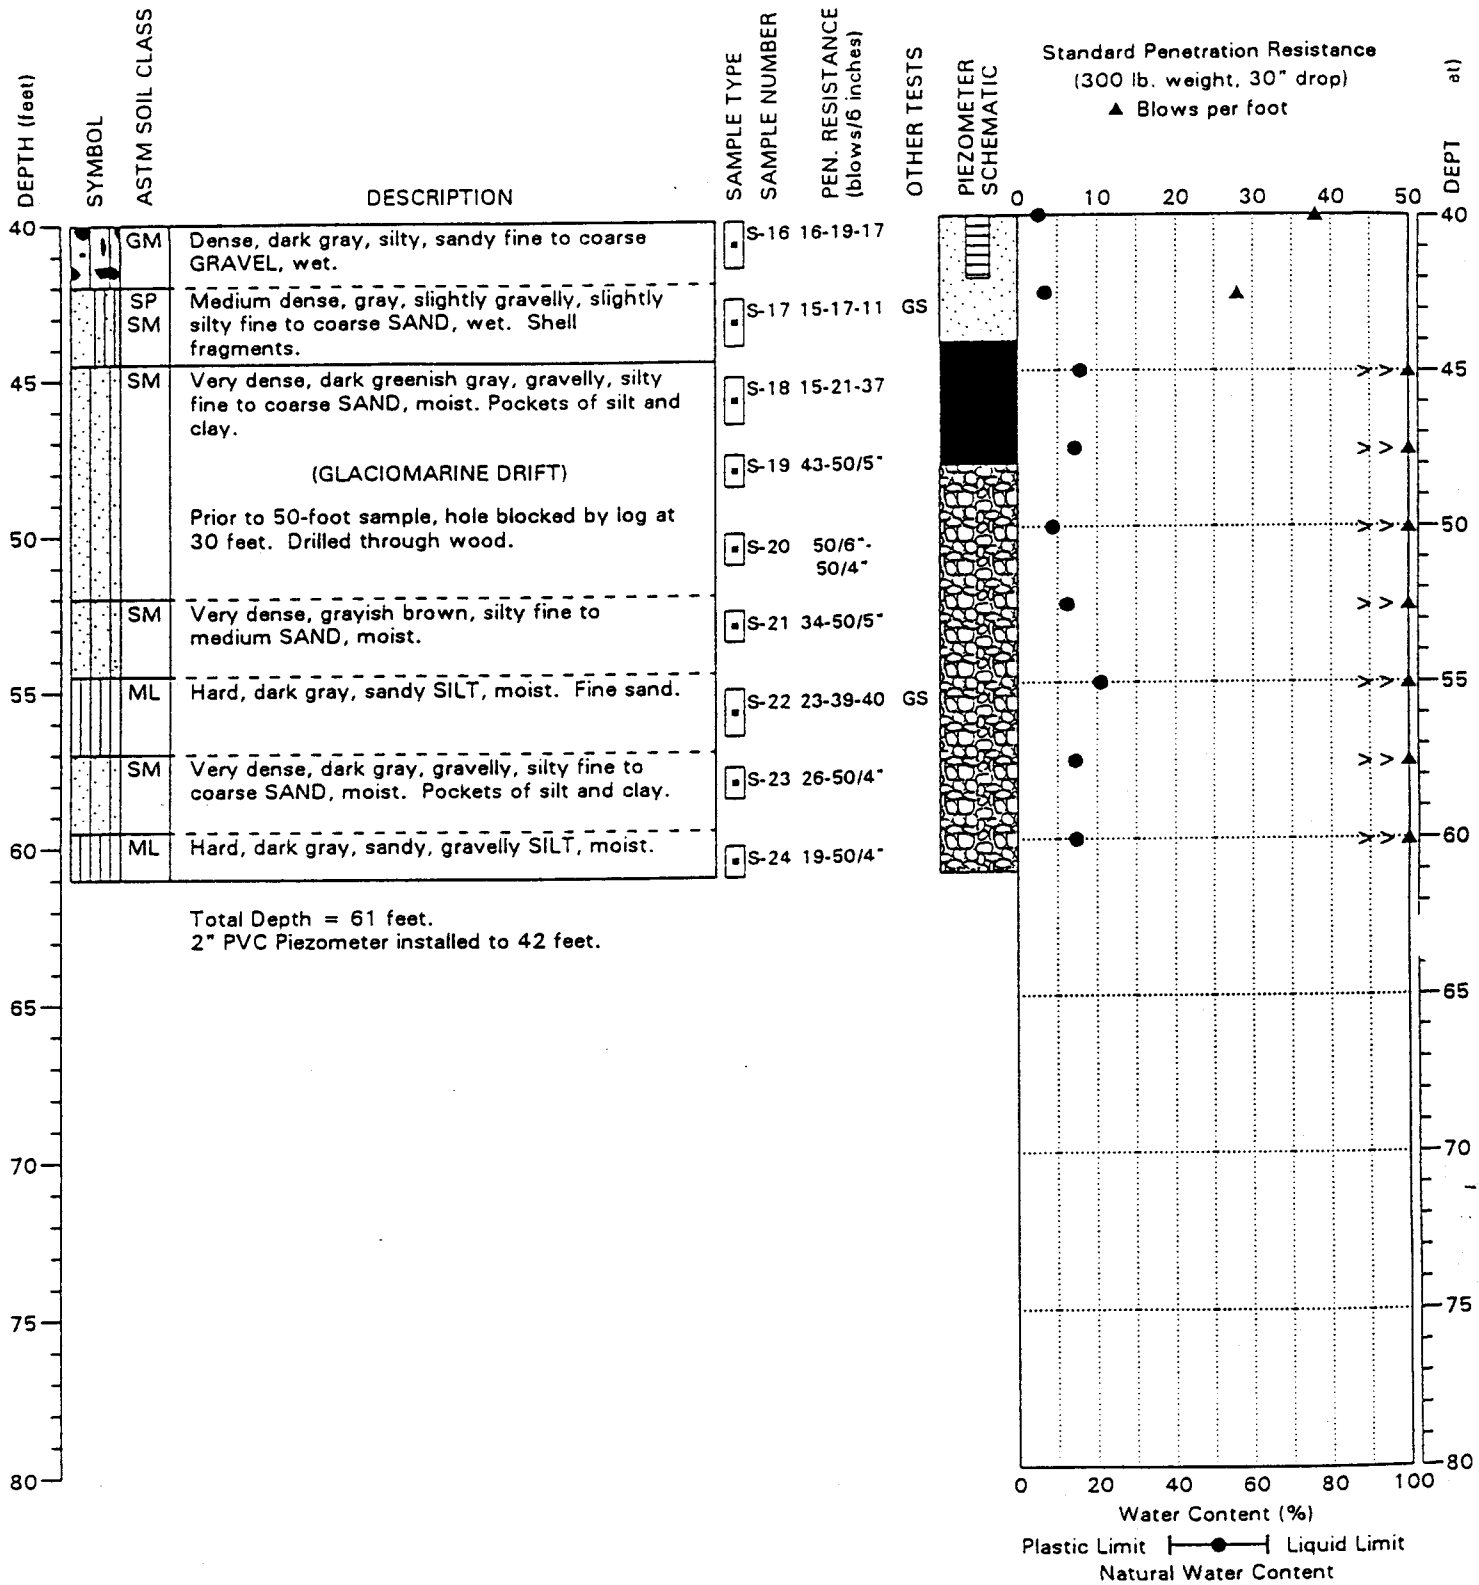 DEPTH (feet)
SYMBOL
ASTM SOIL CLASS
DESCRIPTION
SAMPLE TYPE
SAMPLE NUMBER
PEN. RESISTANCE
(blows/6 inches)
OTHER TESTS
PIEZOMETER
SCHEMATIC
Standard Penetration Resistance
(300 lb. weight, 30" drop)
▲ Blows per foot
DEPT
et)
0 10 20 30 40 50
40
GM Dense, dark gray, silty, sandy fine to coarse
GRAVEL, wet.
S-16 16-19-17
40
SP Medium dense, gray, slightly gravelly, slightly
SM silty fine to coarse SAND, wet. Shell
fragments.
S-17 15-17-11 GS
45
SM Very dense, dark greenish gray, gravelly, silty
fine to coarse SAND, moist. Pockets of silt and
clay.
S-18 15-21-37
> >
45
(GLACIOMARINE DRIFT)
S-19 43-50/5"
> >
Prior to 50-foot sample, hole blocked by log at
30 feet. Drilled through wood.
50
S-20 50/6"-
50/4"
> >
50
SM Very dense, grayish brown, silty fine to
medium SAND, moist.
S-21 34-50/5"
> >
55
ML Hard, dark gray, sandy SILT, moist. Fine sand.
S-22 23-39-40 GS
> >
55
SM Very dense, dark gray, gravelly, silty fine to
coarse SAND, moist. Pockets of silt and clay.
S-23 26-50/4"
> >
60
ML Hard, dark gray, sandy, gravelly SILT, moist.
S-24 19-50/4"
> >
60
Total Depth = 61 feet.
2" PVC Piezometer installed to 42 feet.
65
65
70
70
75
75
80
80
0 20 40 60 80 100
Water Content (%)
Plastic Limit Liquid Limit
Natural Water Content